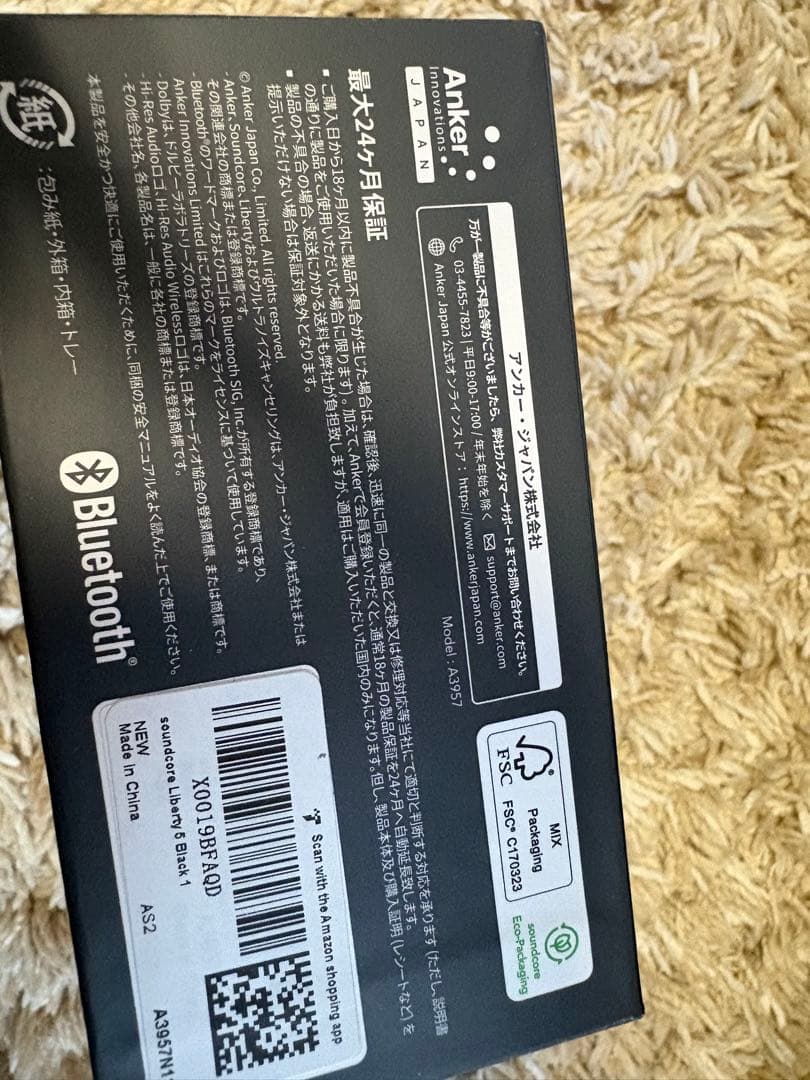 Anker
Innovations
JAPAN
アンカー・ジャパン株式会社
万が一製品に不具合等がございましたら、弊社カスタマーサポートまでお問い合わせください。
03-4455-7823 | 平日9:00-17:00 / 年末年始を除く support@anker.com
Anker Japan 公式オンラインストア : https://www.ankerjapan.com
Model : A3957
FSC
MIX
Packaging
FSC® C170323
soundcore
Eco-Packaging
最大24ヶ月保証
▪ ご購入日から18ヶ月以内に製品不具合が生じた場合は、確認後、迅速に同一の製品と交換又は修理対応等当社にて適切と判断する対応を承ります (ただし、説明書
の通りに製品をご使用いただいた場合に限ります)。加えて、Ankerで会員登録いただくと、通常18ヶ月の製品保証を24ヶ月へ自動延長致します。
▪ 製品の不具合の場合、返送にかかる送料も弊社が負担致しますが、適用はご購入いただいた国内のみになります。但し、製品本体及び購入証明 (レシートなど) を
提示いただけない場合は保証対象外となります。
© Anker Japan Co., Limited. All rights reserved.
・Anker、Soundcore、Libertyおよびウルトラノイズキャンセリングは、アンカー・ジャパン株式会社または
その関連会社の商標または登録商標です。
・Bluetooth®のワードマークおよびロゴは、Bluetooth SIG, Inc.が所有する登録商標であり、
Anker Innovations Limited はこれらのマークをライセンスに基づいて使用しています。
・Dolbyは、ドルビーラボラトリーズの登録商標です。
・Hi-Res Audioロゴ、Hi-Res Audio Wirelessロゴは、日本オーディオ協会の登録商標、または商標です。
・その他会社名、各製品名は、一般に各社の商標または登録商標です。
本製品を安全かつ快適にご使用いただくために、同梱の安全マニュアルをよく読んだ上でご使用ください。
紙
:包み紙・外箱・内箱・トレー
Bluetooth®
Scan with the Amazon shopping app
X0019BFAQD
soundcore Liberty 5 Black 1
NEW AS2
Made in China A3957N1